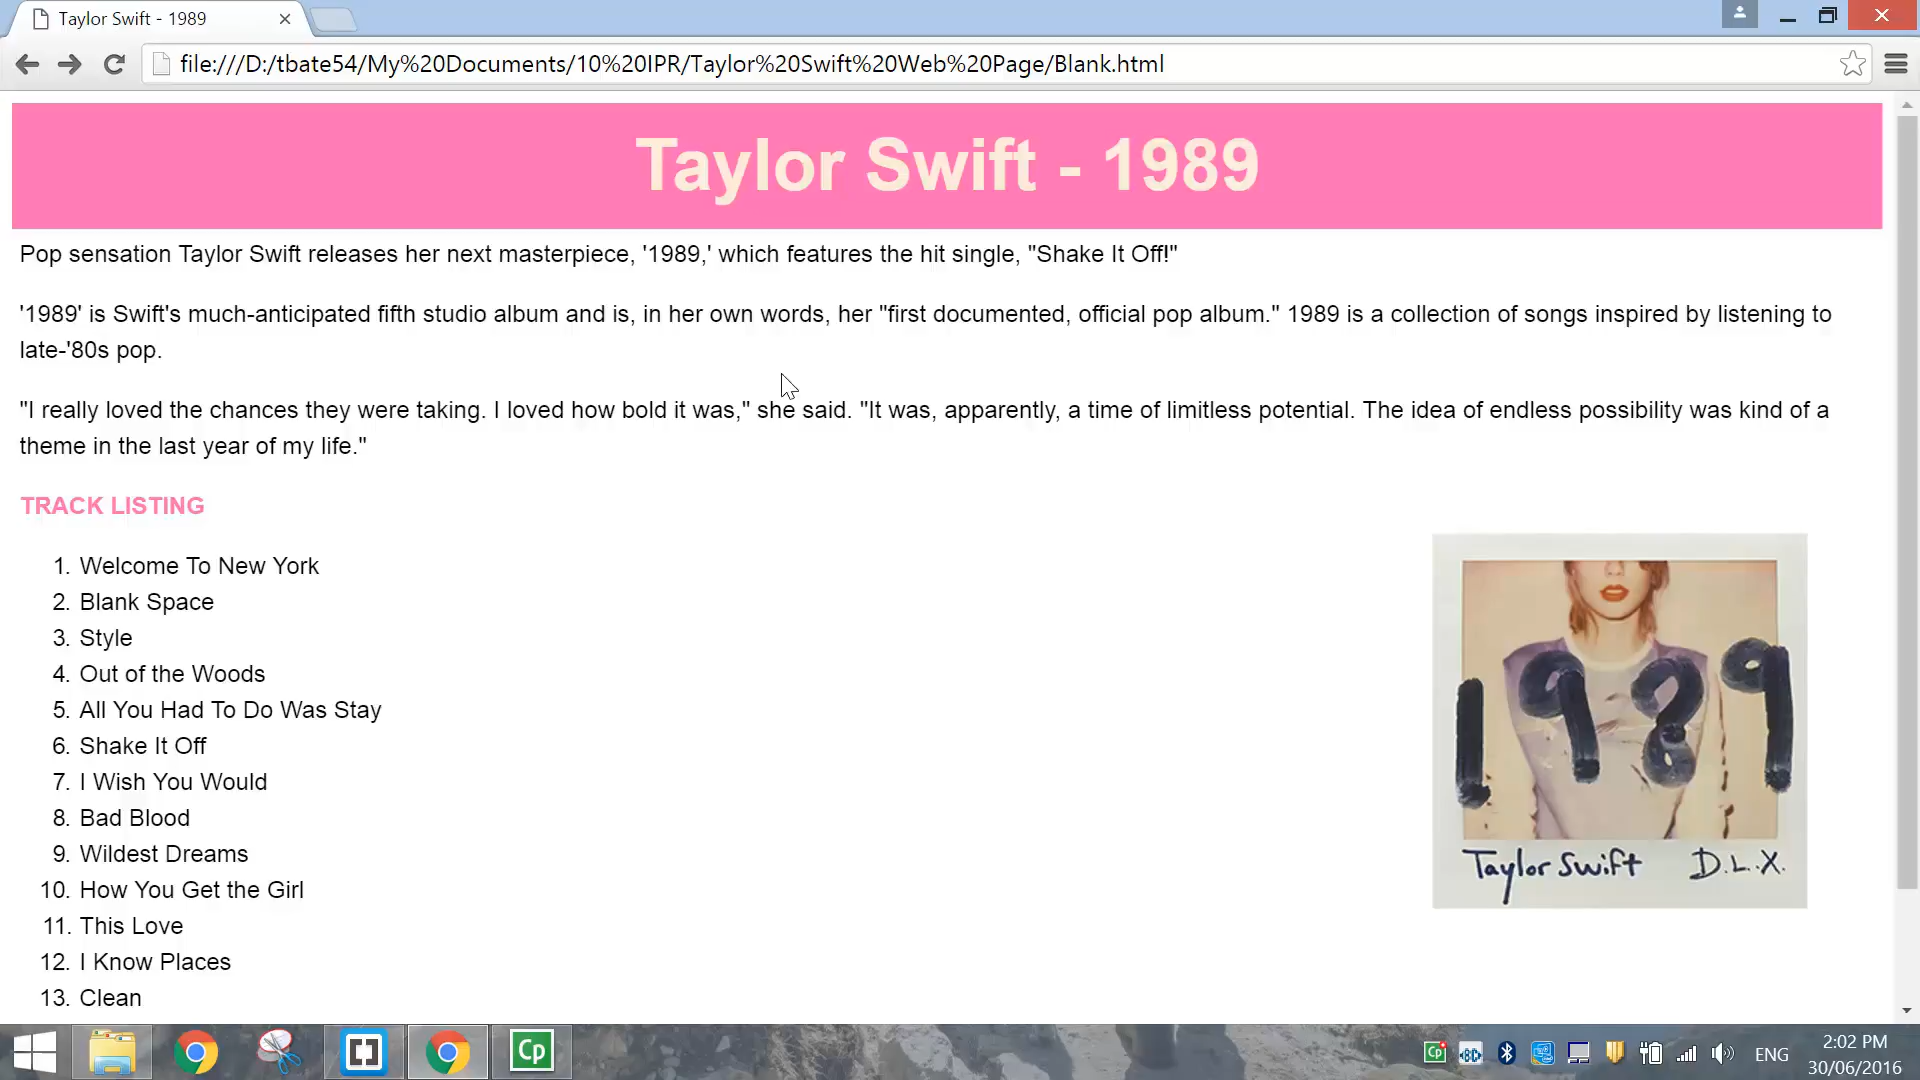 Taylor Swift - 1989
file:///D:/tbate54/My%20Documents/10%20IPR/Taylor%20Swift%20Web%20Page/Blank.html
Taylor Swift - 1989
Pop sensation Taylor Swift releases her next masterpiece, '1989,' which features the hit single, "Shake It Off!"
'1989' is Swift's much-anticipated fifth studio album and is, in her own words, her "first documented, official pop album." 1989 is a collection of songs inspired by listening to
late-'80s pop.
"I really loved the chances they were taking. I loved how bold it was," she said. "It was, apparently, a time of limitless potential. The idea of endless possibility was kind of a
theme in the last year of my life."
TRACK LISTING
1. Welcome To New York
2. Blank Space
3. Style
4. Out of the Woods
5. All You Had To Do Was Stay
6. Shake It Off
7. I Wish You Would
8. Bad Blood
9. Wildest Dreams
10. How You Get the Girl
11. This Love
12. I Know Places
13. Clean
1989
Taylor Swift D.L.X.
Cp
Cp
ENG
2:02 PM
30/06/2016